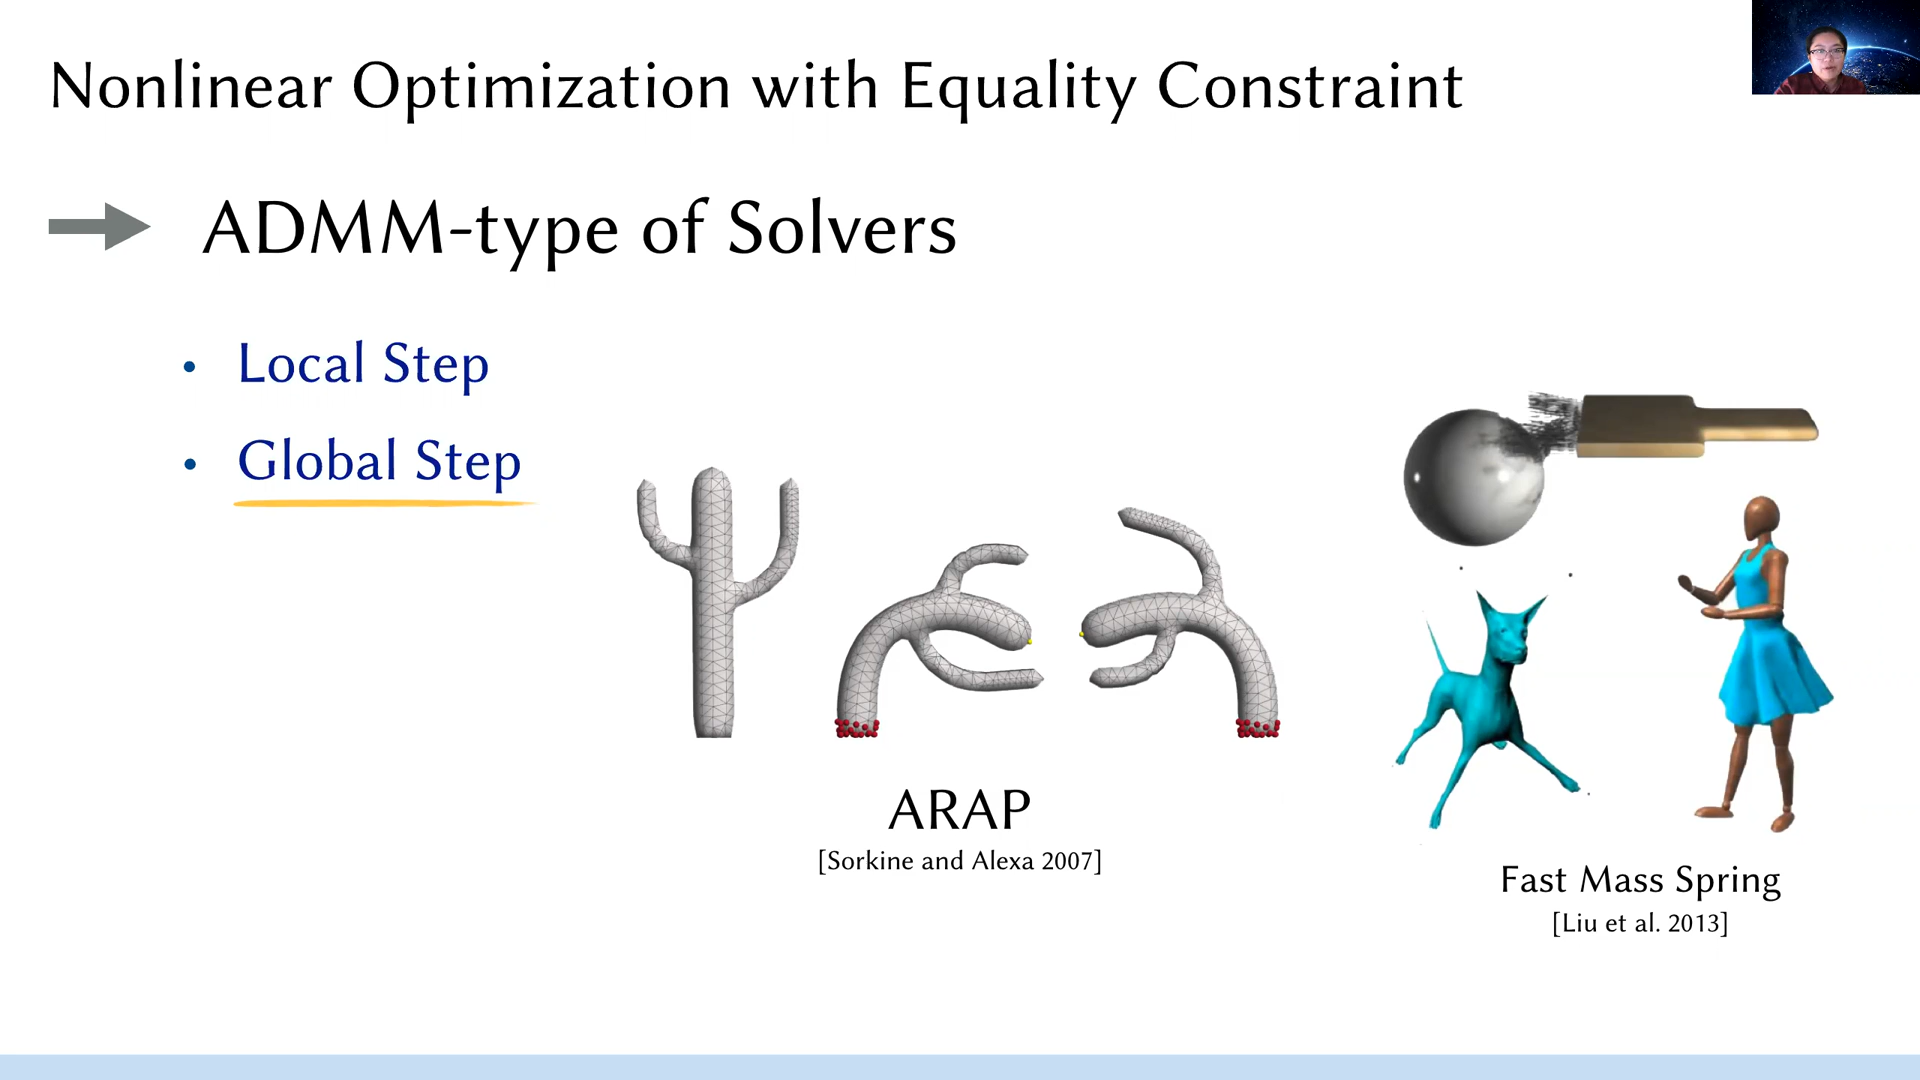 Nonlinear Optimization with Equality Constraint
ADMM-type of Solvers
• Local Step
• Global Step
ARAP
[Sorkine and Alexa 2007]
Fast Mass Spring
[Liu et al. 2013]